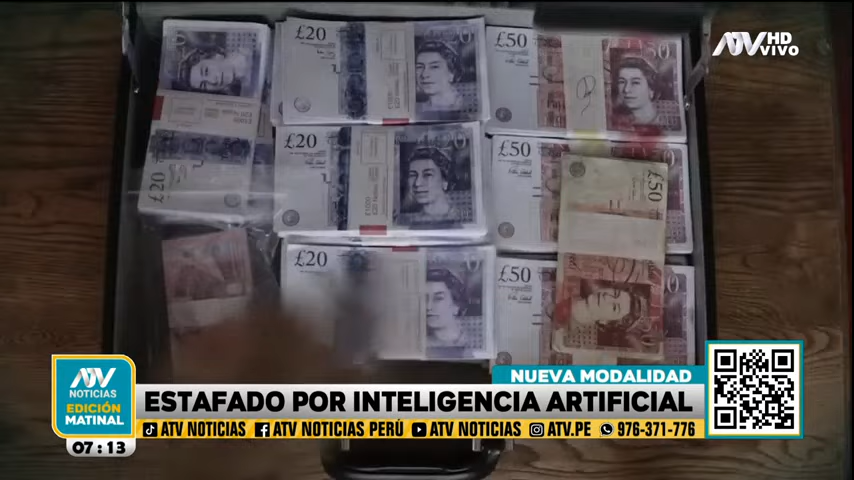 ATV HD
VIVO
£20
£50
£20
£50
£20
£50
£20
£50
NUEVA MODALIDAD
ATV
NOTICIAS
EDICIÓN
MATINAL
07:13
ESTAFADO POR INTELIGENCIA ARTIFICIAL
ATV NOTICIAS ATV NOTICIAS PERÚ ATV NOTICIAS ATV.PE 976-371-776